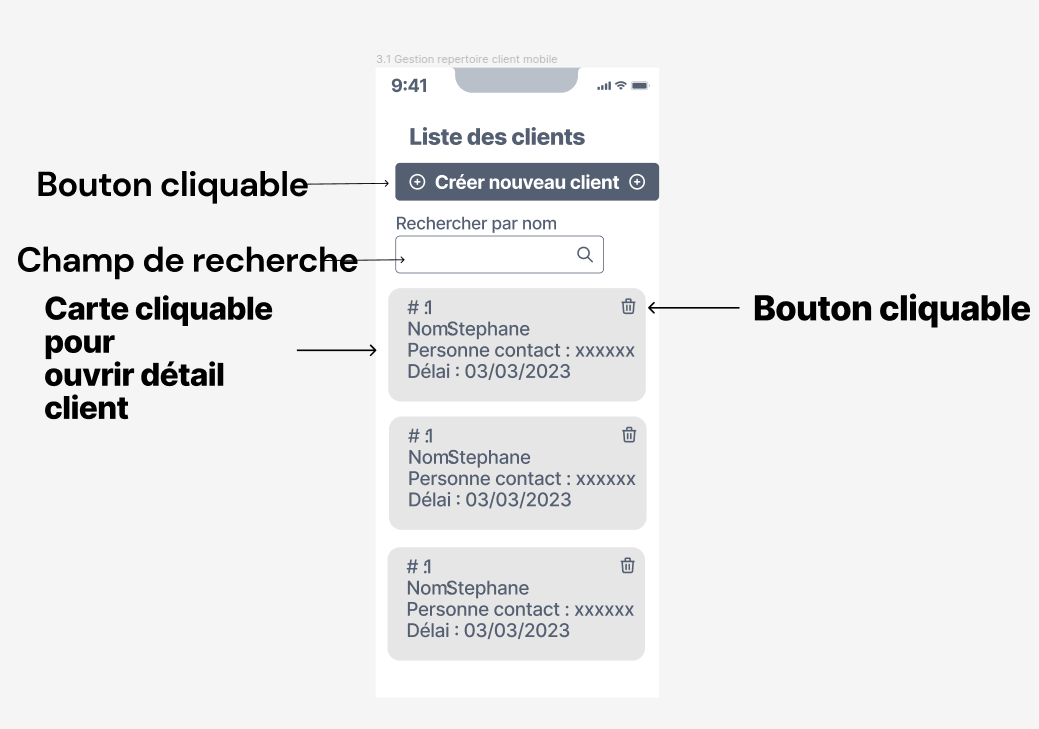 3.1 Gestion repertoire client mobile
9:41
Liste des clients
Bouton cliquable
Créer nouveau client
Rechercher par nom
Champ de recherche
Carte cliquable
pour
ouvrir détail
client
# :1
NomStephane
Personne contact : xxxxxx
Délai : 03/03/2023
Bouton cliquable
# :1
NomStephane
Personne contact : xxxxxx
Délai : 03/03/2023
# :1
NomStephane
Personne contact : xxxxxx
Délai : 03/03/2023